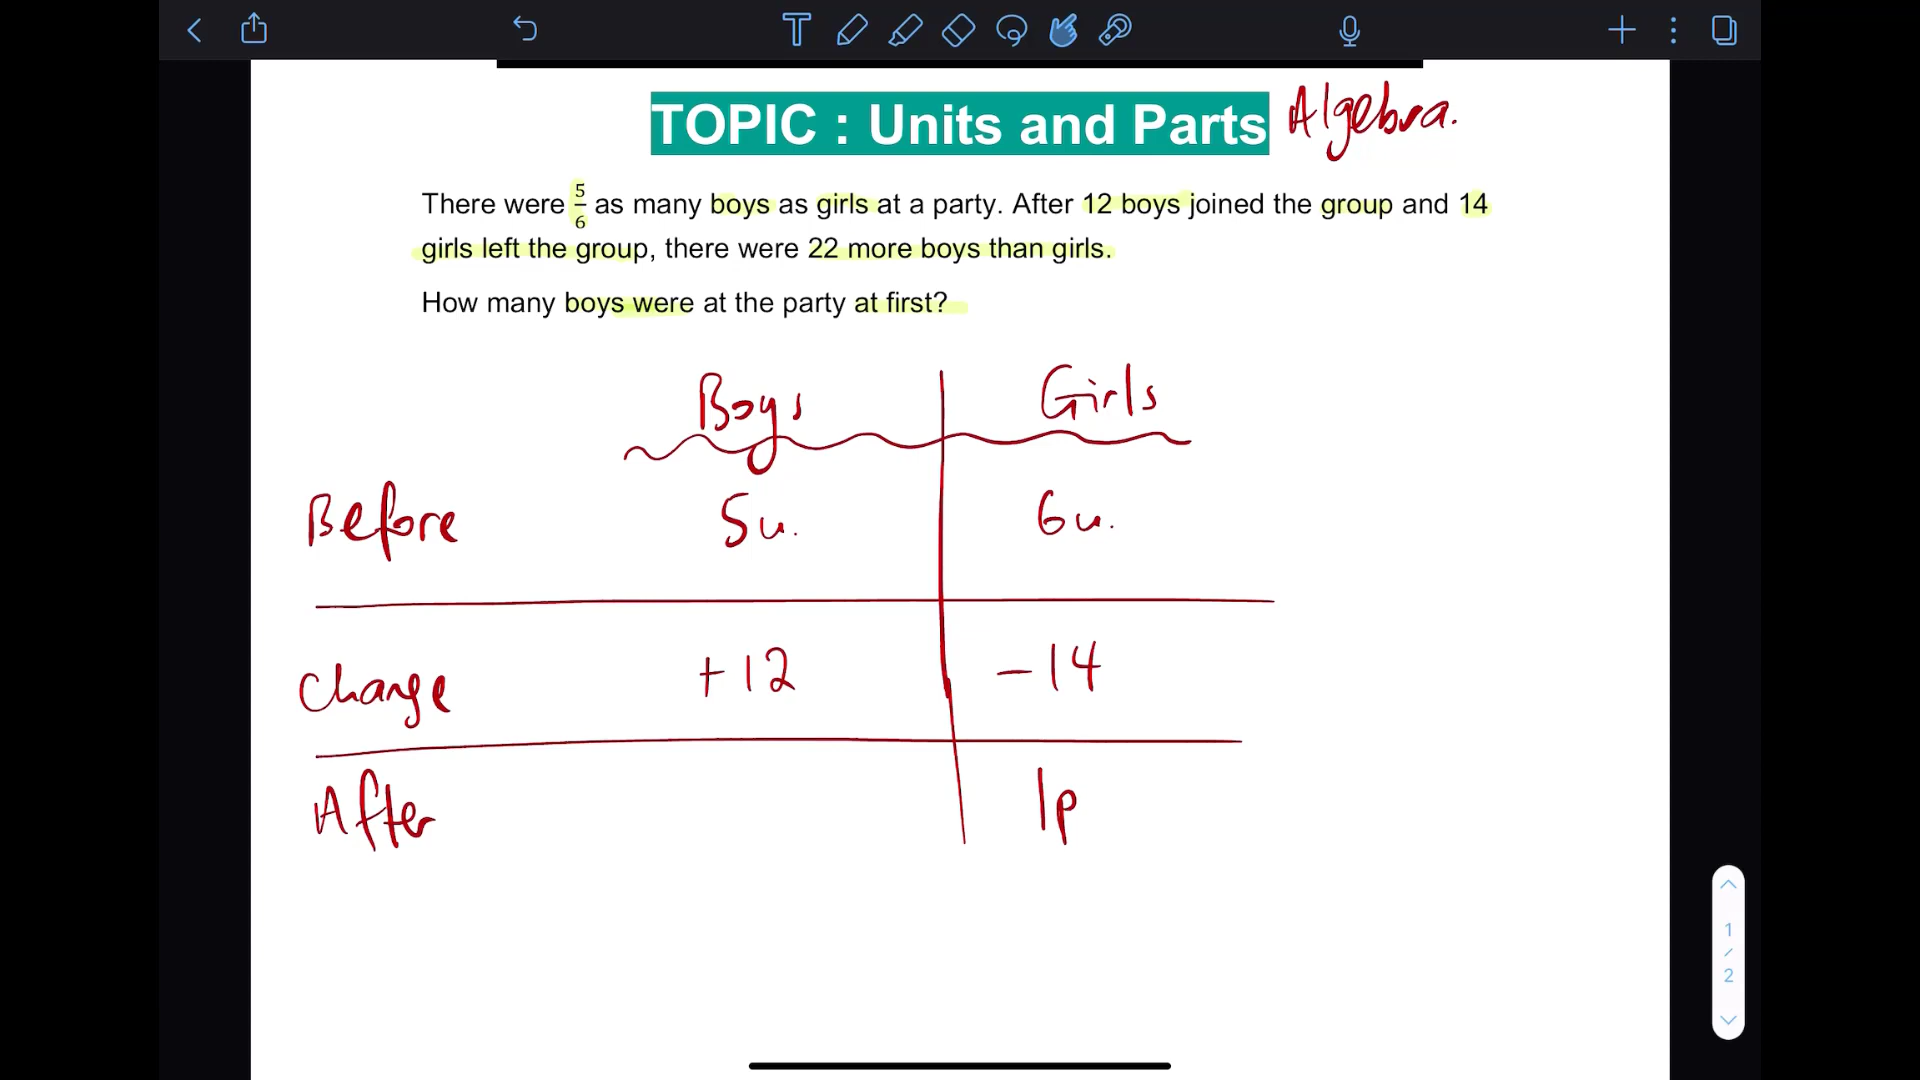 TOPIC : Units and Parts Algebra.
There were 5/6 as many boys as girls at a party. After 12 boys joined the group and 14
girls left the group, there were 22 more boys than girls.
How many boys were at the party at first?
Boys Girls
Before 5u. 6u.
Change +12 -14
After 1p
1
/
2